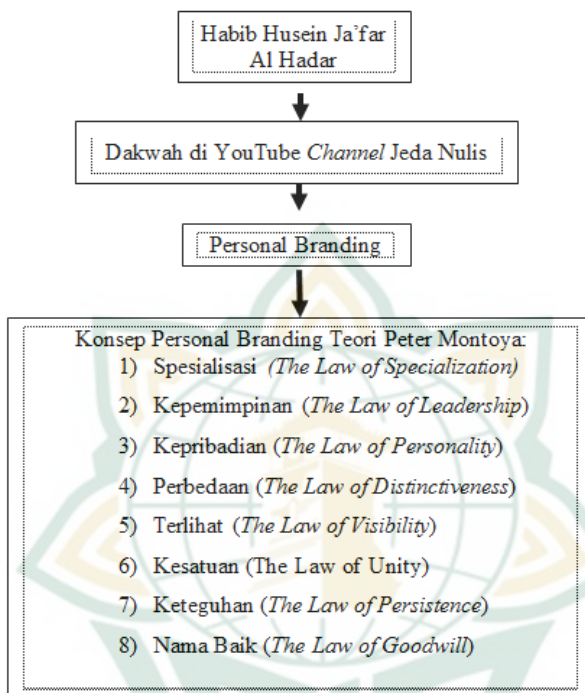 Habib Husein Ja’far
Al Hadar
Dakwah di YouTube Channel Jeda Nulis
Personal Branding
Konsep Personal Branding Teori Peter Montoya:
1) Spesialisasi (The Law of Specialization)
2) Kepemimpinan (The Law of Leadership)
3) Kepribadian (The Law of Personality)
4) Perbedaan (The Law of Distinctiveness)
5) Terlihat (The Law of Visibility)
6) Kesatuan (The Law of Unity)
7) Keteguhan (The Law of Persistence)
8) Nama Baik (The Law of Goodwill)